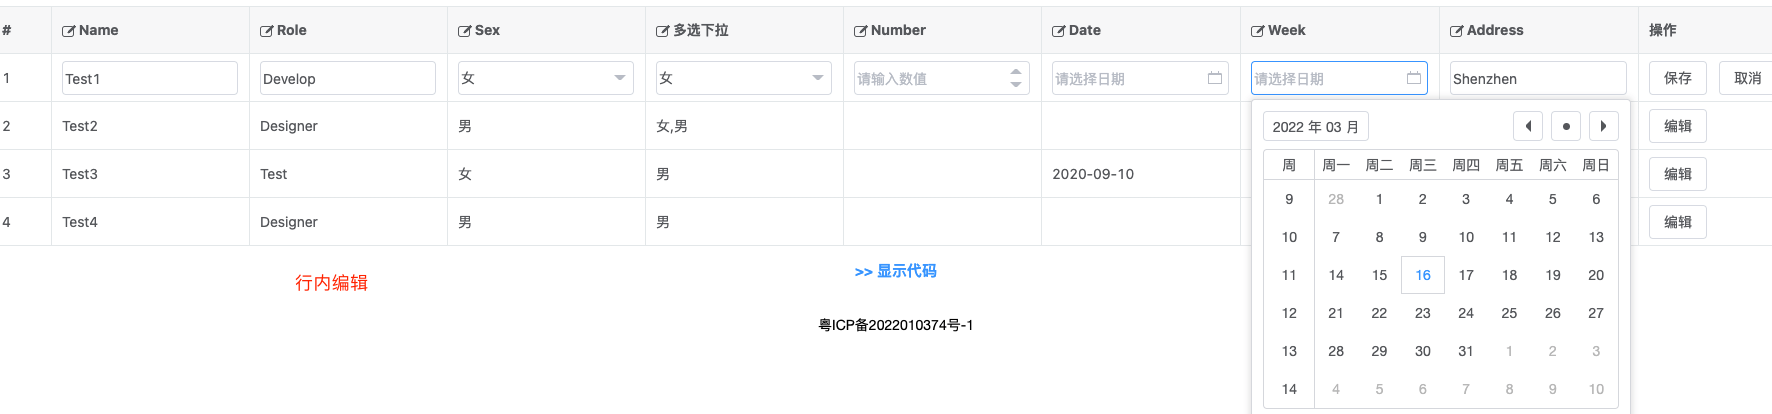 # Name Role Sex 多选下拉 Number Date Week Address 操作
1 Test1 Develop 女 女 请输入数值 请选择日期 请选择日期 Shenzhen 保存 取消
2 Test2 Designer 男 女,男 编辑
3 Test3 Test 女 男 2020-09-10 编辑
4 Test4 Designer 男 男 编辑
2022 年 03 月
周 周一 周二 周三 周四 周五 周六 周日
9 28 1 2 3 4 5 6
10 7 8 9 10 11 12 13
11 14 15 16 17 18 19 20
12 21 22 23 24 25 26 27
13 28 29 30 31 1 2 3
14 4 5 6 7 8 9 10
行内编辑
>> 显示代码
粤ICP备2022010374号-1